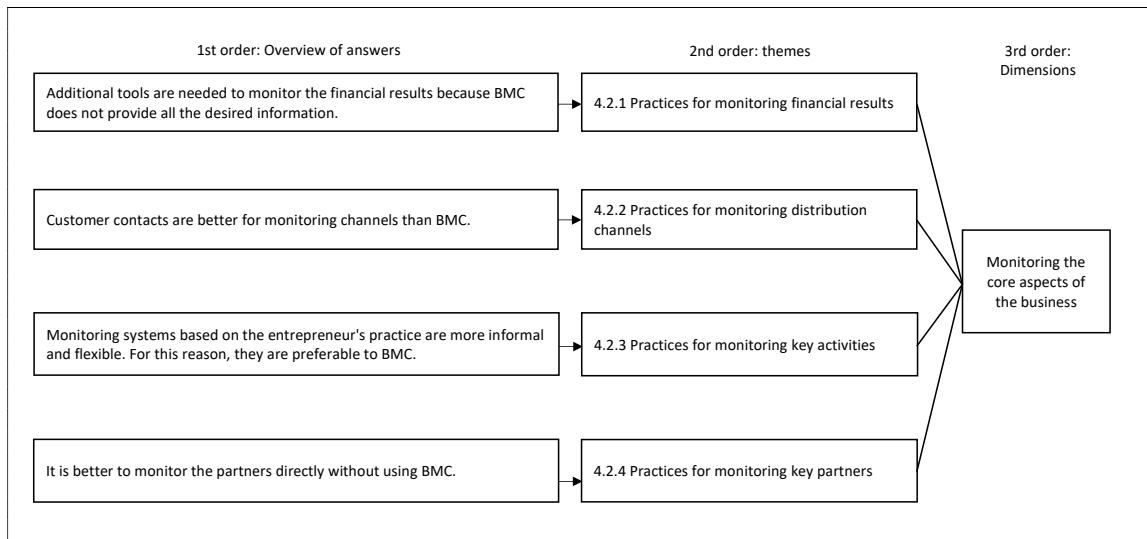 1st order: Overview of answers
2nd order: themes
3rd order:
Dimensions
Additional tools are needed to monitor the financial results because BMC
does not provide all the desired information.
4.2.1 Practices for monitoring financial results
Customer contacts are better for monitoring channels than BMC.
4.2.2 Practices for monitoring distribution
channels
Monitoring the
core aspects of
the business
Monitoring systems based on the entrepreneur's practice are more informal
and flexible. For this reason, they are preferable to BMC.
4.2.3 Practices for monitoring key activities
It is better to monitor the partners directly without using BMC.
4.2.4 Practices for monitoring key partners